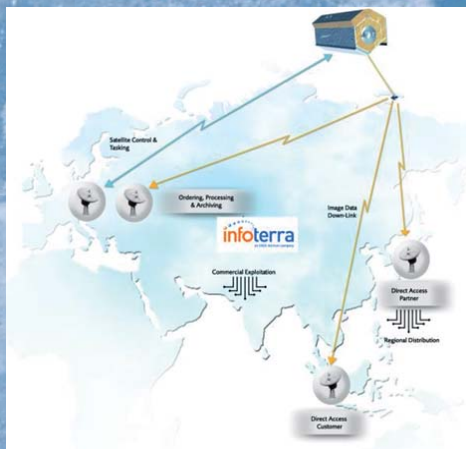 Satellite Control &
Tasking
Ordering, Processing
& Archiving
Image Data
Down-Link
infoterra
Commercial Exploitation
Direct Access
Partner
Regional Distribution
Direct Access
Customer